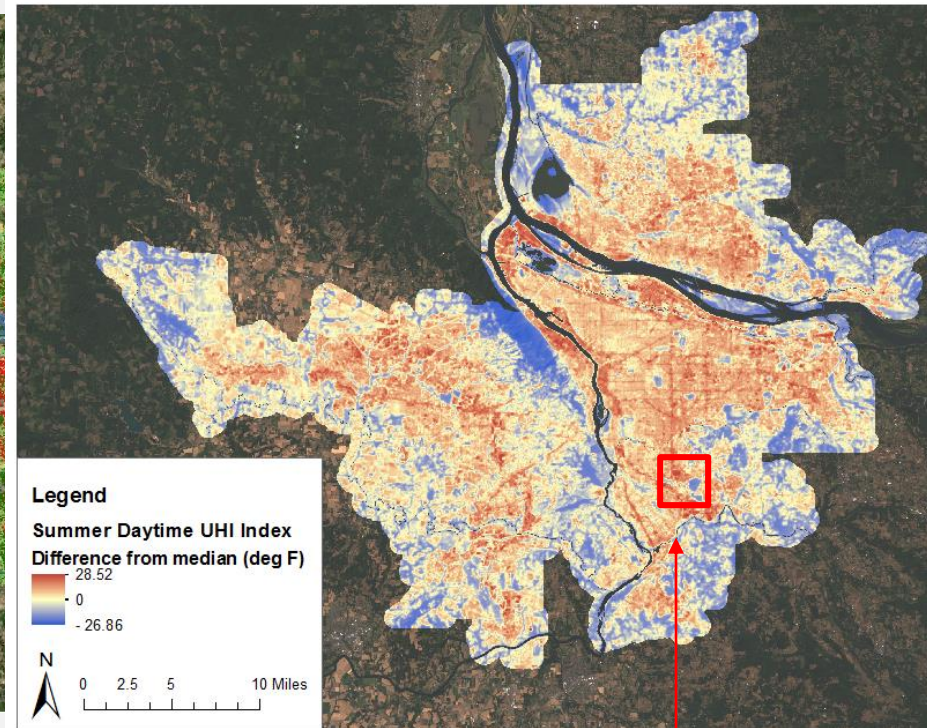 Legend
Summer Daytime UHI Index
Difference from median (deg F)
28.52
0
- 26.86
N
0 2.5 5 10 Miles